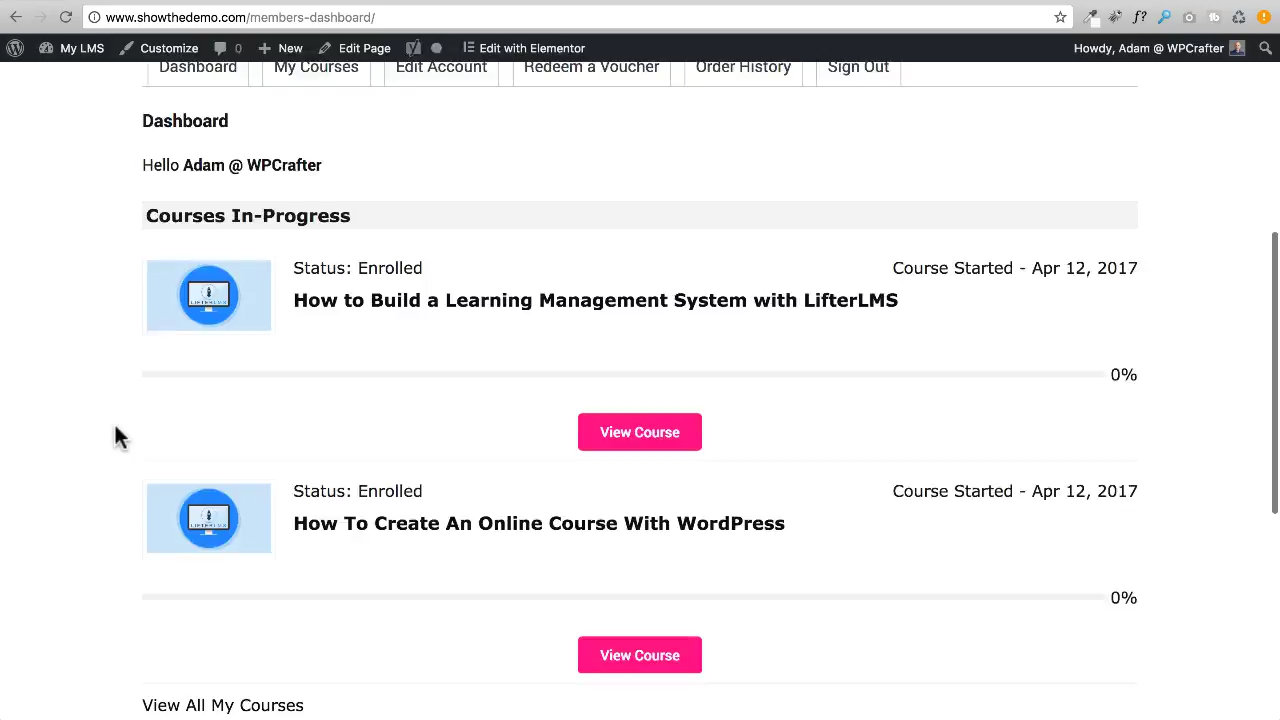 www.showthedemo.com/members-dashboard/
f?
My LMS Customize 0 New Edit Page Edit with Elementor Howdy, Adam @ WPCrafter
Dashboard My Courses Edit Account Redeem a Voucher Order History Sign Out
Dashboard
Hello Adam @ WPCrafter
Courses In-Progress
Status: Enrolled Course Started - Apr 12, 2017
How to Build a Learning Management System with LifterLMS
LIFTERLMS
0%
View Course
Status: Enrolled Course Started - Apr 12, 2017
How To Create An Online Course With WordPress
LIFTERLMS
0%
View Course
View All My Courses